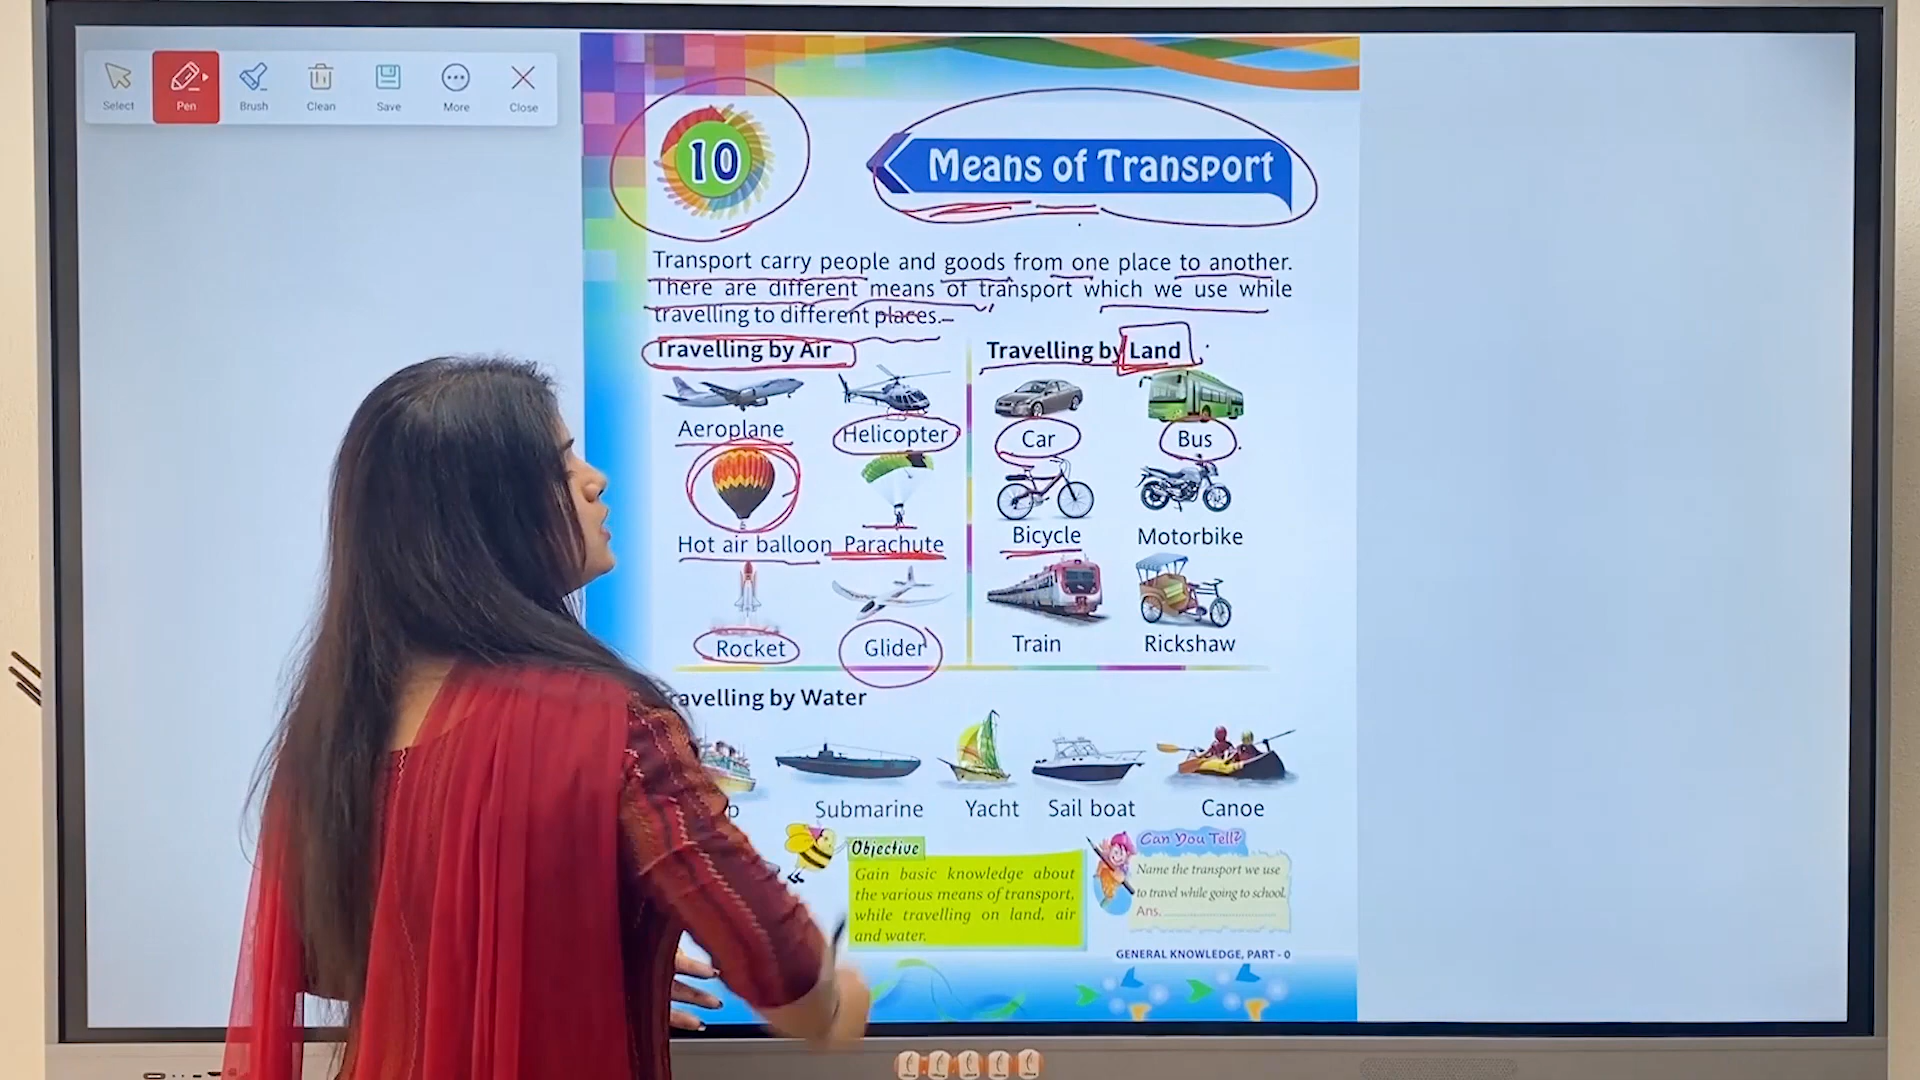 Select Pen Brush Clean Save More Close
10
Means of Transport
Transport carry people and goods from one place to another.
There are different means of transport which we use while
travelling to different places.
Travelling by Air
Aeroplane Helicopter
Hot air balloon Parachute
Rocket Glider
Travelling by Land
Car Bus
Bicycle Motorbike
Train Rickshaw
by Water
Submarine Yacht Sail boat Canoe
Objective
Gain basic knowledge about
the various means of transport,
while travelling on land, air
and water.
Can You Tell?
Name the transport we use
to travel while going to school.
Ans.
GENERAL KNOWLEDGE, PART - 0